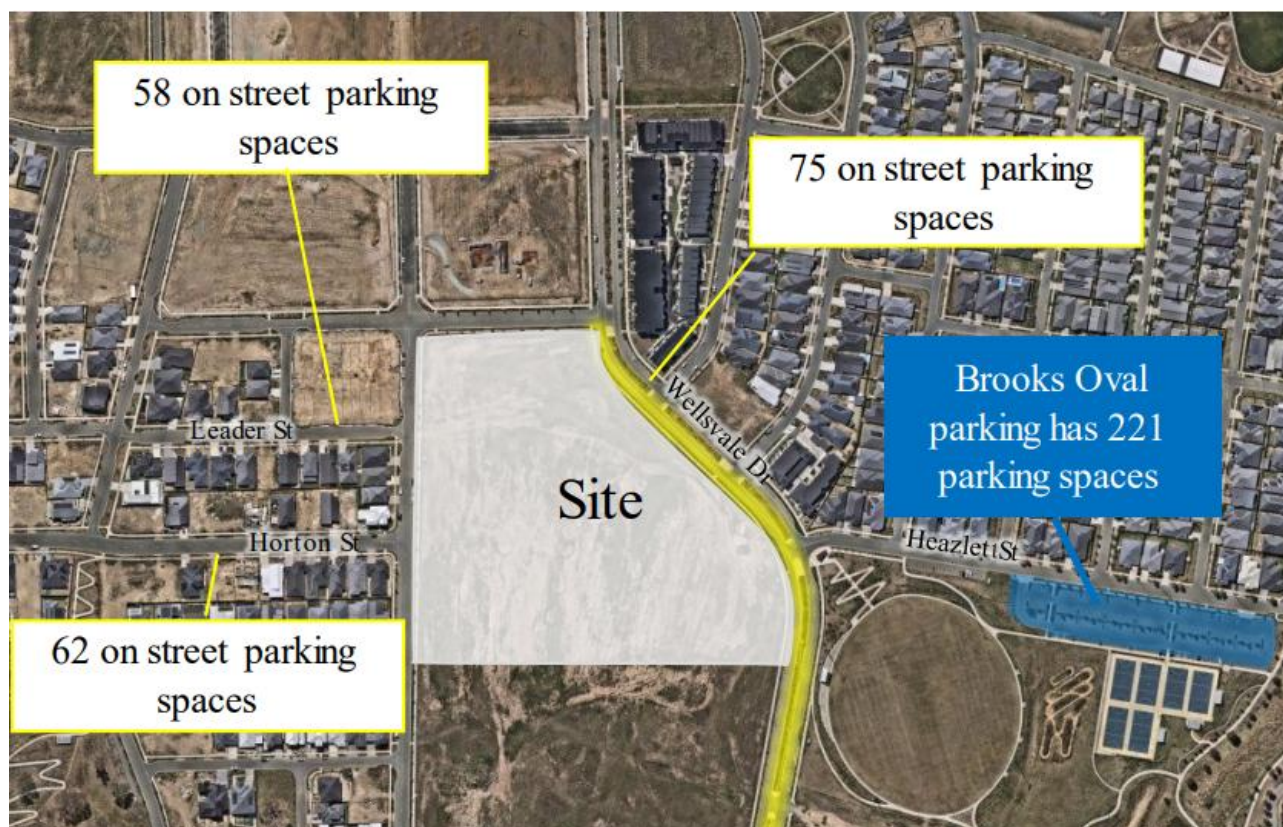 58 on street parking
spaces
75 on street parking
spaces
Brooks Oval
parking has 221
parking spaces
Wellsvale Dr
Leader St
Site
Horton St
Heazlett St
62 on street parking
spaces